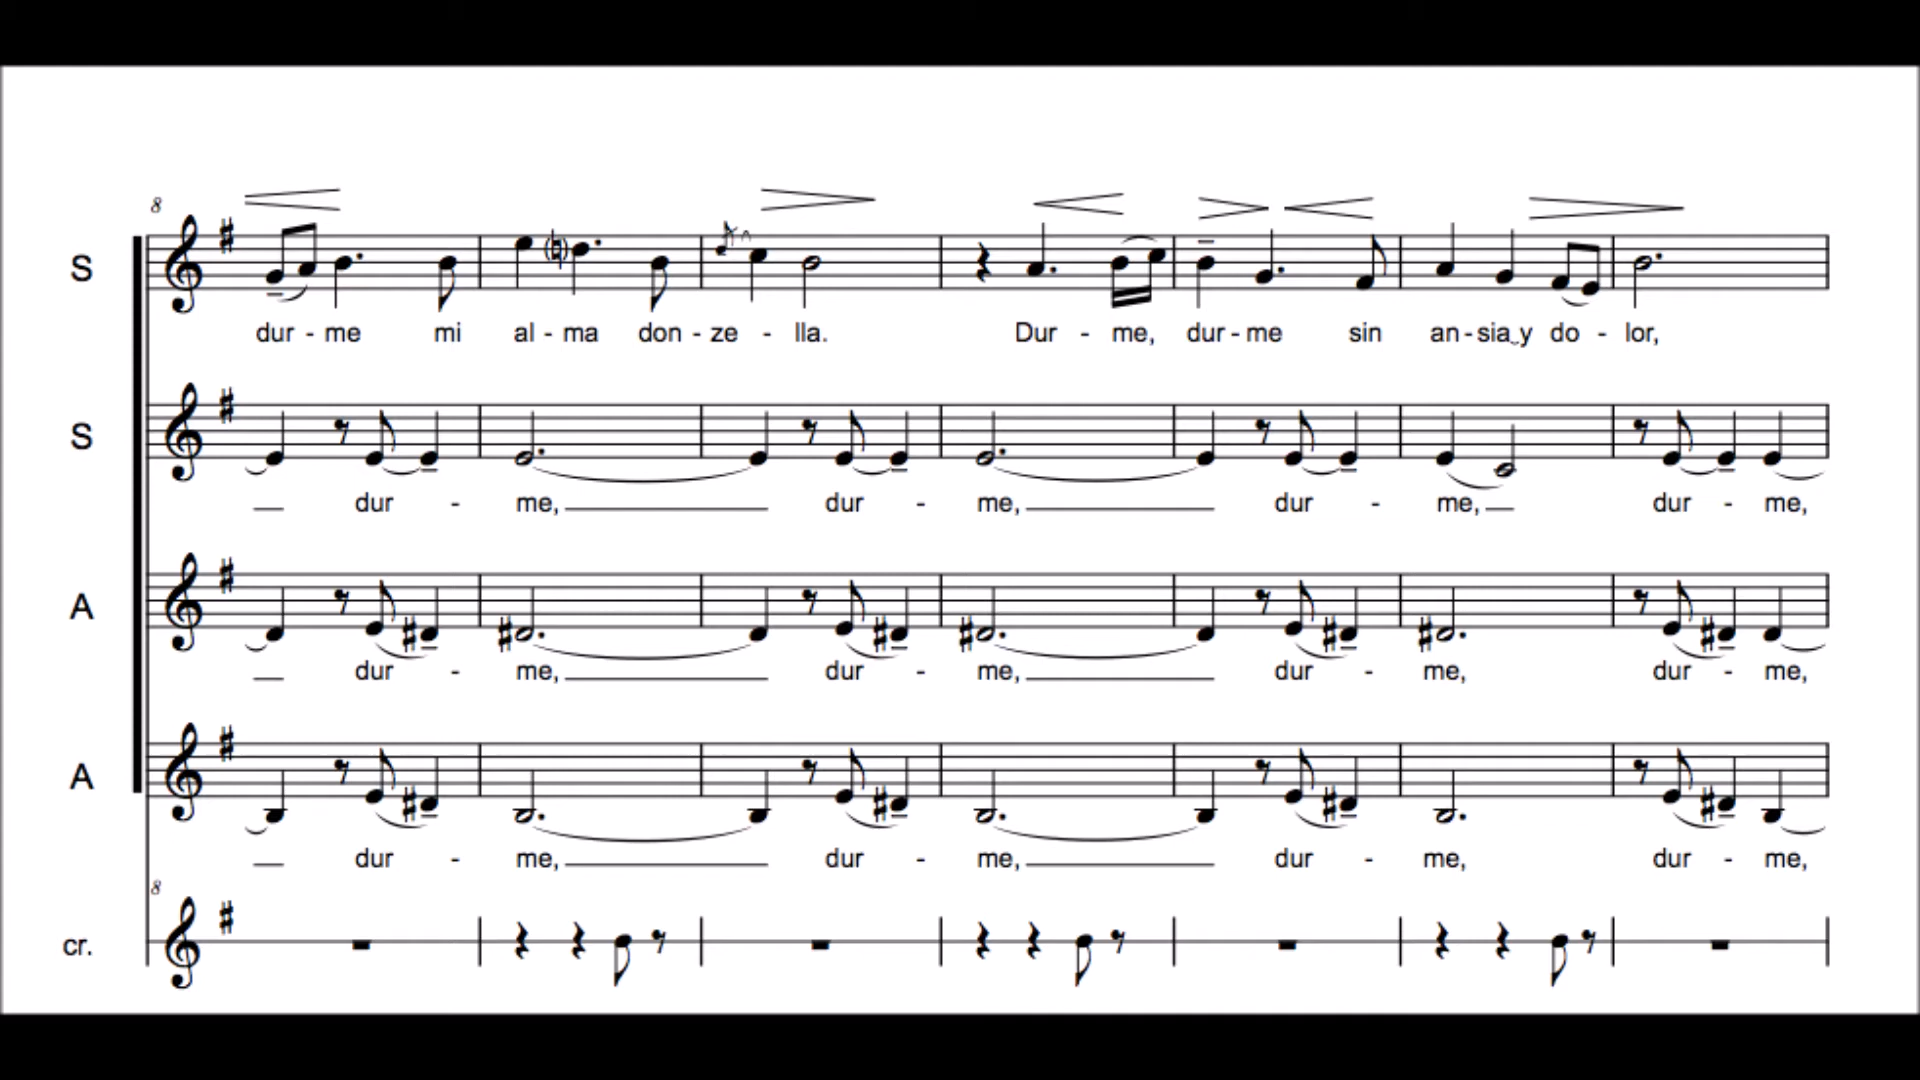 8
S
dur - me mi al - ma don - ze - lla. Dur - me, dur - me sin an - sia‿y do - lor,
S
dur - me, dur - me, dur - me, dur - me,
A
dur - me, dur - me, dur - me, dur - me,
A
dur - me, dur - me, dur - me, dur - me,
8
cr.